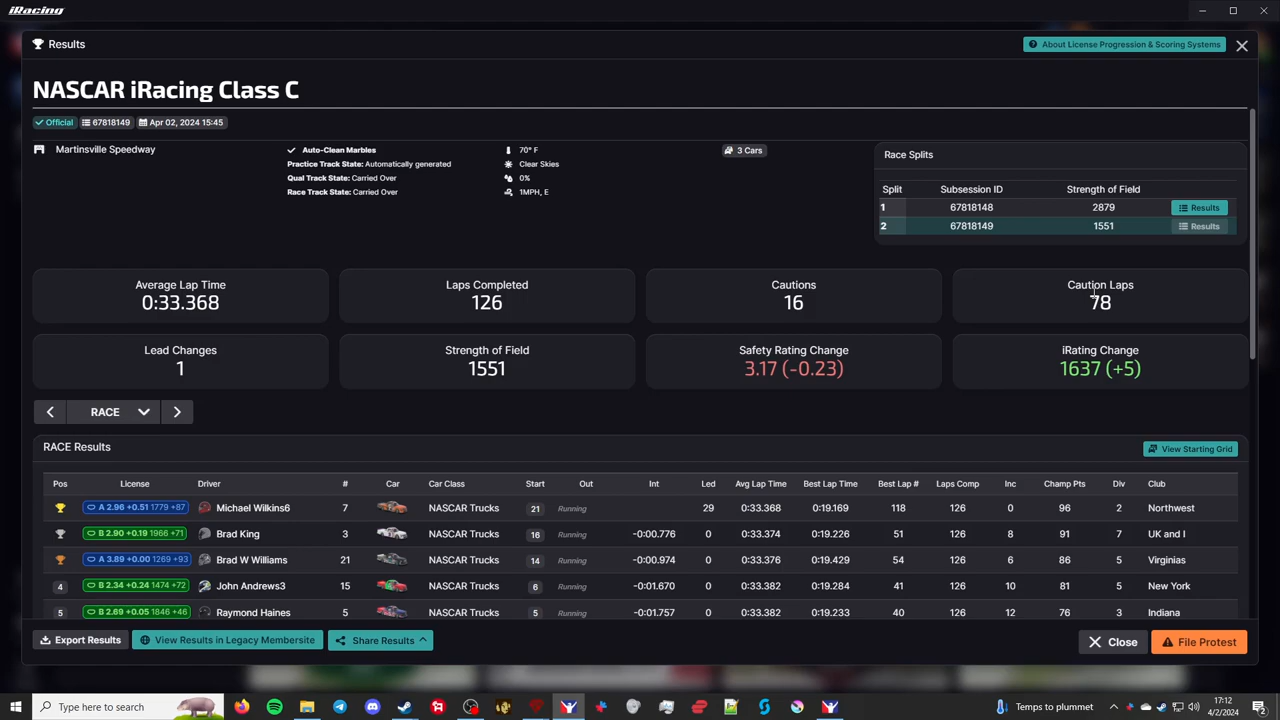 iRacing
Results
About License Progression & Scoring Systems
NASCAR iRacing Class C
Official 67818149 Apr 02, 2024 15:45
Martinsville Speedway
Auto-Clean Marbles
Practice Track State: Automatically generated
Qual Track State: Carried Over
Race Track State: Carried Over
70° F
Clear Skies
0%
1MPH, E
3 Cars
Race Splits
Split Subsession ID Strength of Field
1 67818148 2879 Results
2 67818149 1551 Results
Average Lap Time
0:33.368
Laps Completed
126
Cautions
16
Caution Laps
78
Lead Changes
1
Strength of Field
1551
Safety Rating Change
3.17 (-0.23)
iRating Change
1637 (+5)
RACE
RACE Results
View Starting Grid
Pos License Driver # Car Car Class Start Out Int Led Avg Lap Time Best Lap Time Best Lap # Laps Comp Inc Champ Pts Div Club
A 2.96 +0.51 1779 +87 Michael Wilkins6 7 NASCAR Trucks 21 Running 29 0:33.368 0:19.169 118 126 0 96 2 Northwest
B 2.90 +0.19 1966 +71 Brad King 3 NASCAR Trucks 16 Running -0:00.776 0 0:33.374 0:19.226 51 126 8 91 7 UK and I
A 3.89 +0.00 1269 +93 Brad W Williams 21 NASCAR Trucks 14 Running -0:00.974 0 0:33.376 0:19.429 54 126 6 86 5 Virginias
4 B 2.34 +0.24 1474 +72 John Andrews3 15 NASCAR Trucks 6 Running -0:01.670 0 0:33.382 0:19.284 41 126 10 81 5 New York
5 B 2.69 +0.05 1846 +46 Raymond Haines 5 NASCAR Trucks 5 Running -0:01.757 0 0:33.382 0:19.228 40 126 12 76 3 Indiana
Export Results
View Results in Legacy Membersite
Share Results
Close
File Protest
Type here to search
Temps to plummet
17:12
4/2/2024
2